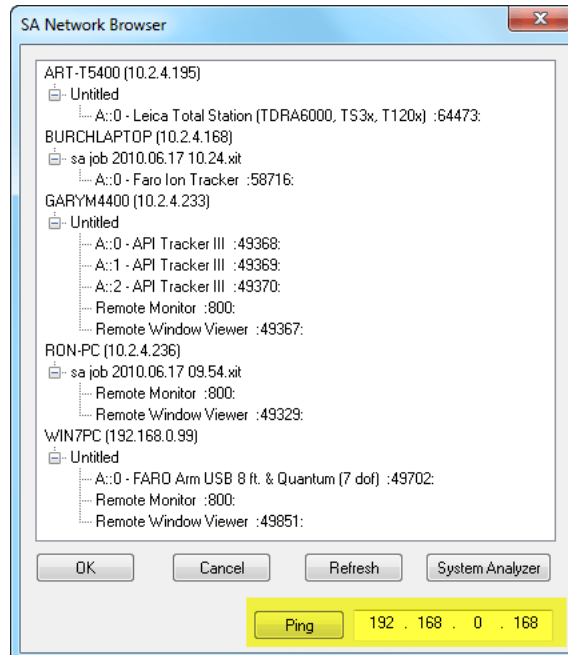 SA Network Browser
ART-T5400 (10.2.4.195)
Untitled
A::0 - Leica Total Station (TDRA6000, TS3x, T120x) :64473:
BURCHLAPTOP (10.2.4.168)
sa job 2010.06.17 10.24.xit
A::0 - Faro Ion Tracker :58716:
GARYM4400 (10.2.4.233)
Untitled
A::0 - API Tracker III :49368:
A::1 - API Tracker III :49369:
A::2 - API Tracker III :49370:
Remote Monitor :800:
Remote Window Viewer :49367:
RON-PC (10.2.4.236)
sa job 2010.06.17 09.54.xit
Remote Monitor :800:
Remote Window Viewer :49329:
WIN7PC (192.168.0.99)
Untitled
A::0 - FARO Arm USB 8 ft. & Quantum (7 dof) :49702:
Remote Monitor :800:
Remote Window Viewer :49851:
OK Cancel Refresh System Analyzer
Ping 192 . 168 . 0 . 168